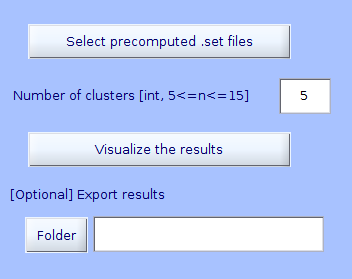 Select precomputed .set files
Number of clusters [int, 5<=n<=15] 5
Visualize the results
[Optional] Export results
Folder